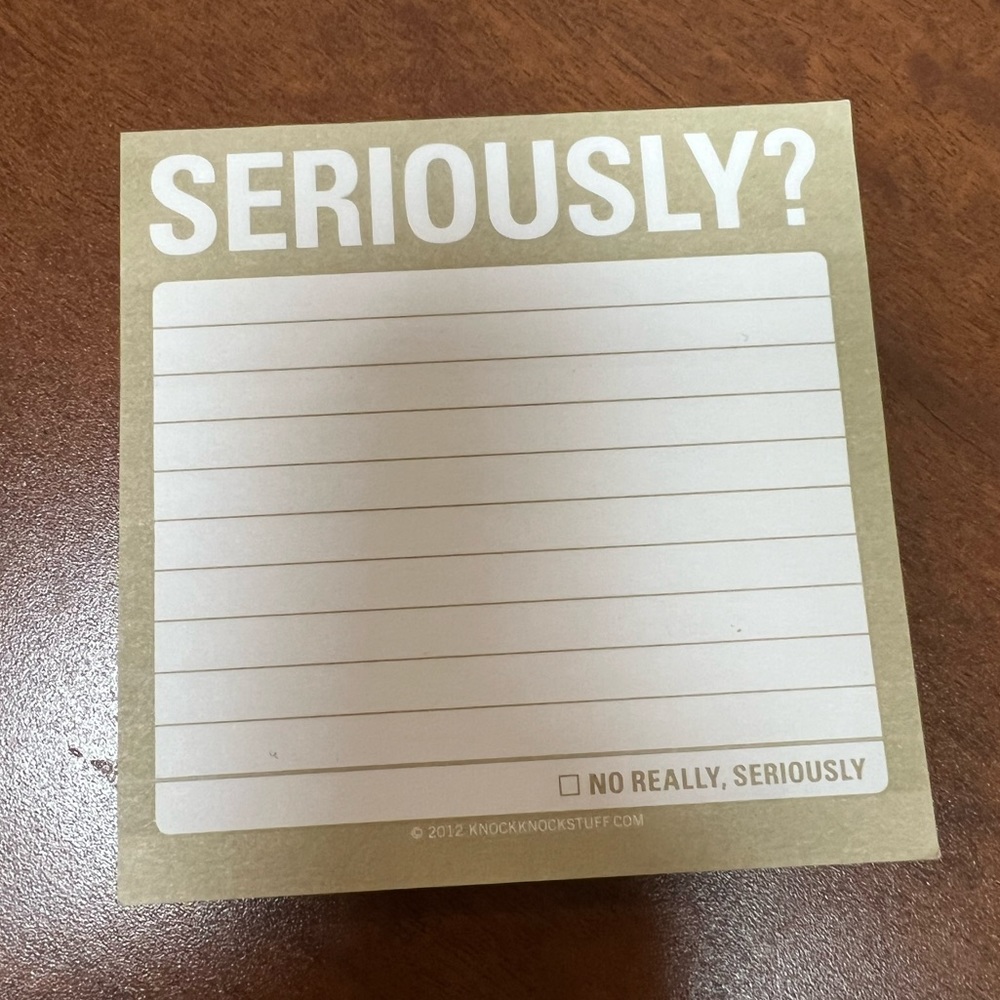 SERIOUSLY?
NO REALLY, SERIOUSLY
© 2012 KNOCKKNOCKSTUFF.COM